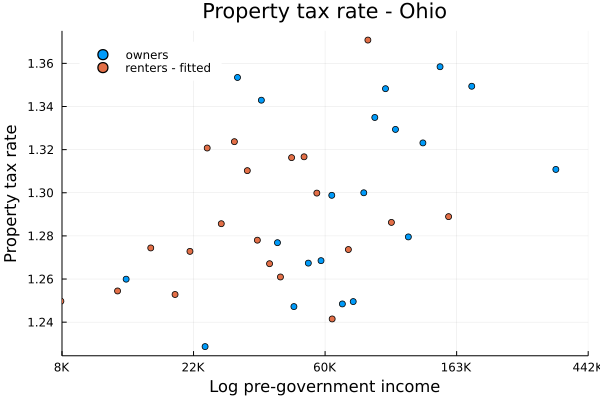 Property tax rate - Ohio
owners
renters - fitted
Property tax rate
1.36
1.34
1.32
1.30
1.28
1.26
1.24
8K 22K 60K 163K 442K
Log pre-government income